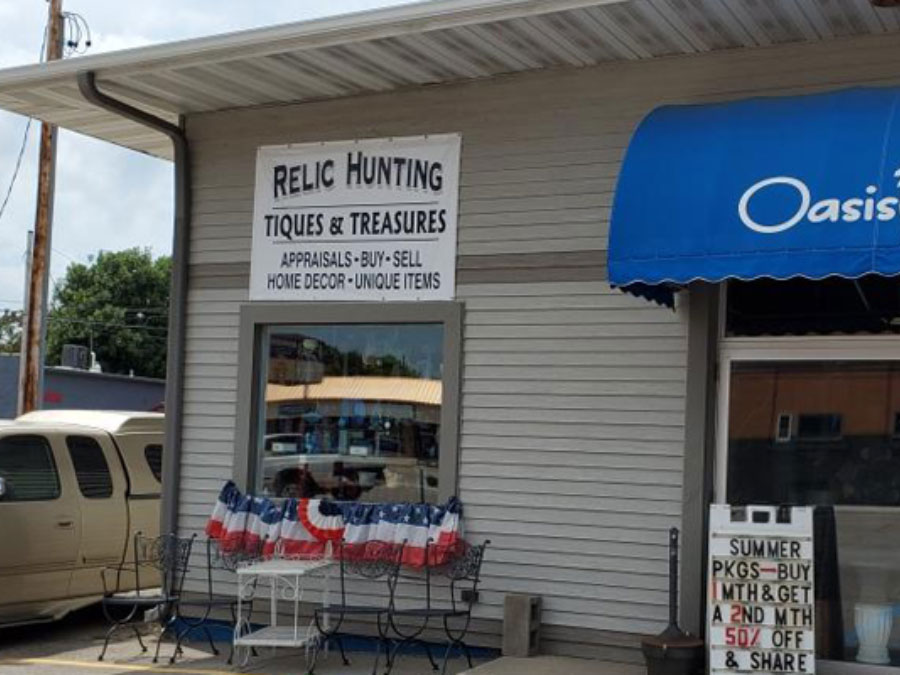 RELIC HUNTING
TIQUES & TREASURES
APPRAISALS • BUY • SELL
HOME DECOR • UNIQUE ITEMS
Oasis
SUMMER
PKGS—BUY
1 MTH & GET
A 2ND MTH
50% OFF
& SHARE